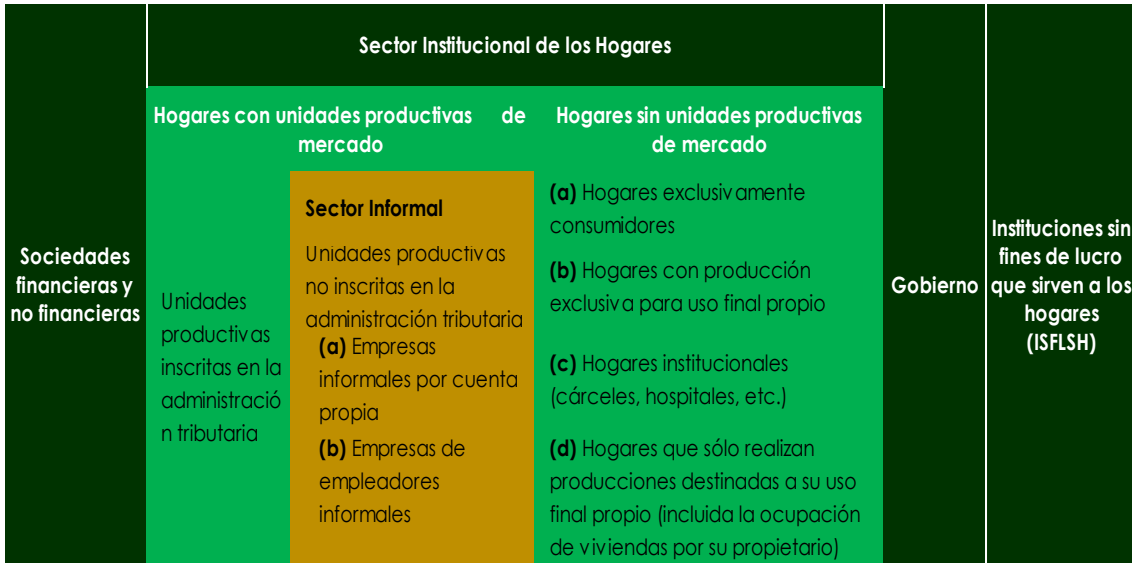 Sector Institucional de los Hogares
Hogares con unidades productivas de
mercado
Hogares sin unidades productivas
de mercado
Sociedades
financieras y
no financieras
Unidades
productivas
inscritas en la
administració
n tributaria
Sector Informal
Unidades productivas
no inscritas en la
administración tributaria
(a) Empresas
informales por cuenta
propia
(b) Empresas de
empleadores
informales
(a) Hogares exclusivamente
consumidores
(b) Hogares con producción
exclusiva para uso final propio
(c) Hogares institucionales
(cárceles, hospitales, etc.)
(d) Hogares que sólo realizan
producciones destinadas a su uso
final propio (incluida la ocupación
de viviendas por su propietario)
Gobierno
Instituciones sin
fines de lucro
que sirven a los
hogares
(ISFLSH)